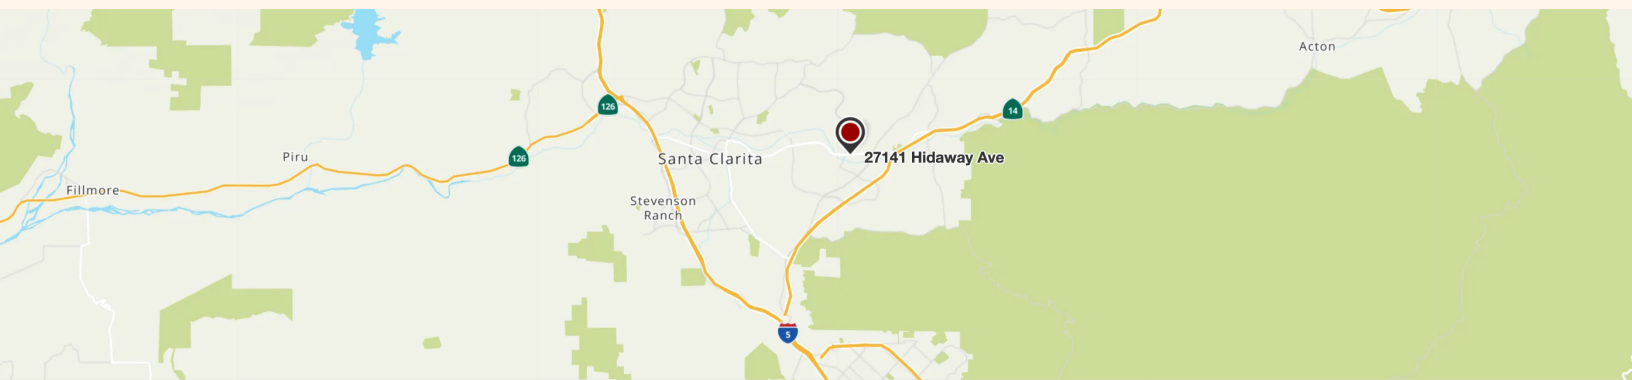 Acton
126
14
126
Piru
Santa Clarita
27141 Hidaway Ave
Fillmore
Stevenson
Ranch
5